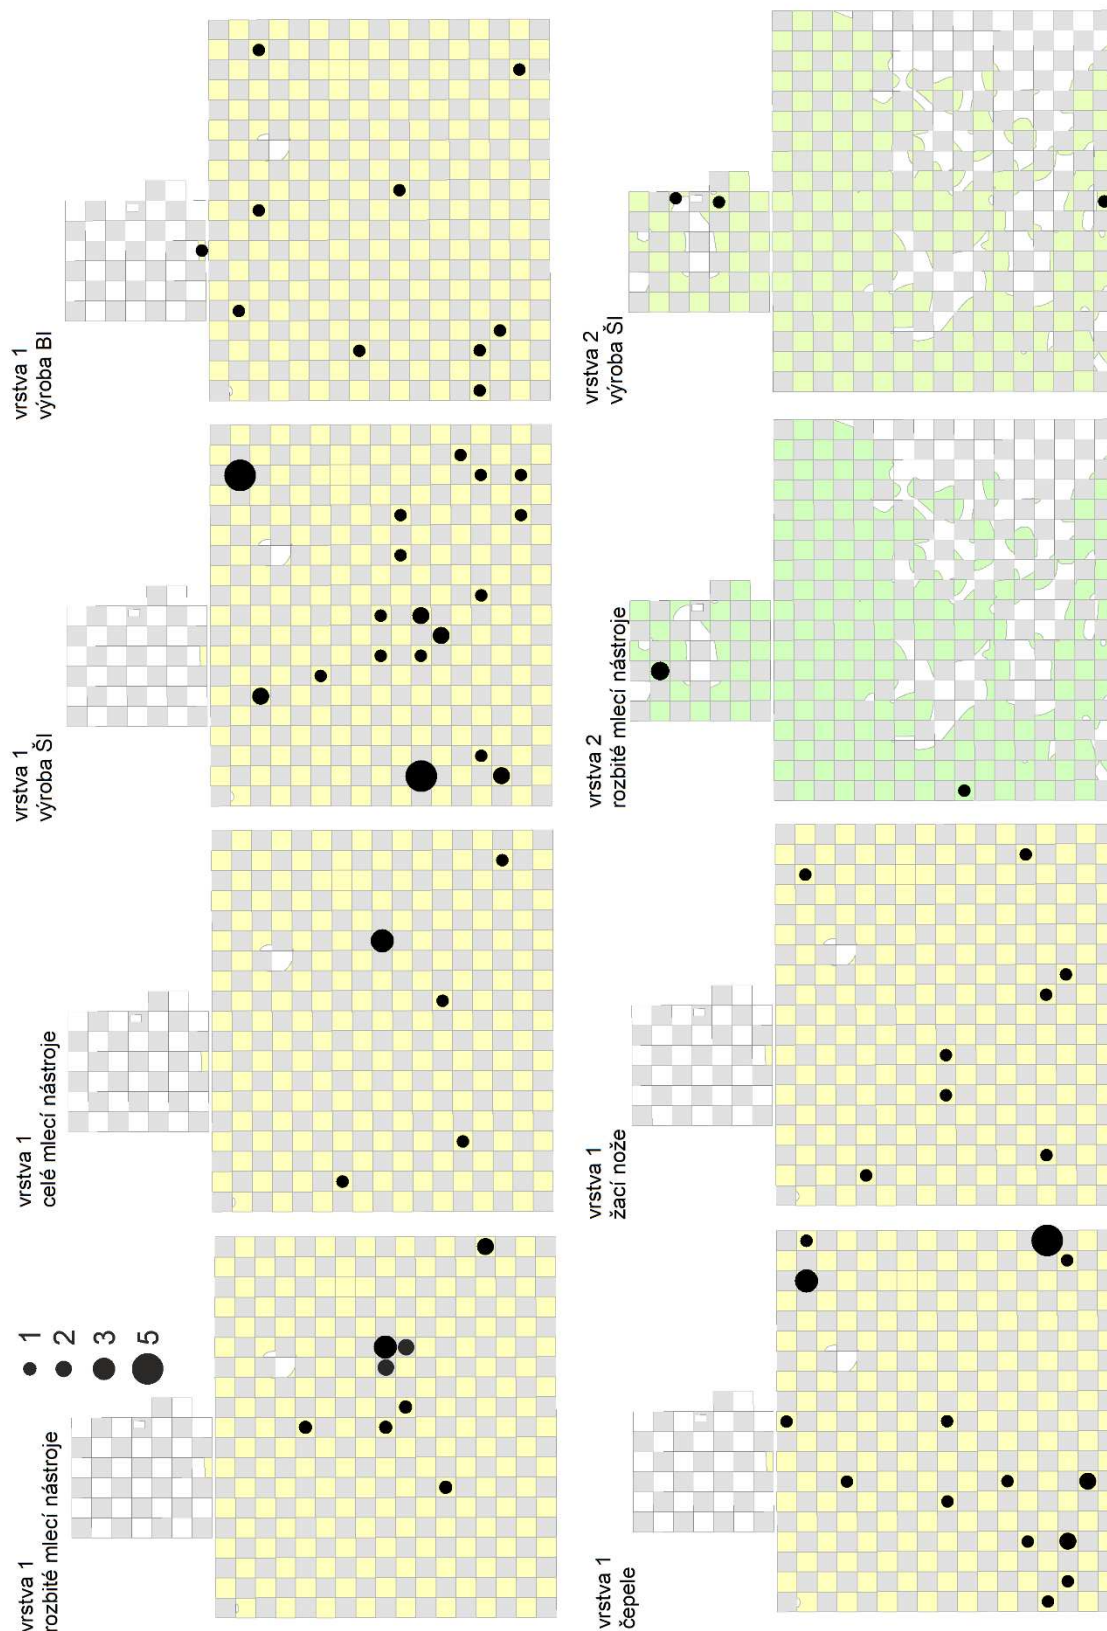 vrstva 1
rozbité mlecí nástroje
1
2
3
5
vrstva 1
celé mlecí nástroje
vrstva 1
výroba ŠI
vrstva 1
výroba BI
vrstva 1
čepele
vrstva 1
žací nože
vrstva 2
rozbité mlecí nástroje
vrstva 2
výroba ŠI